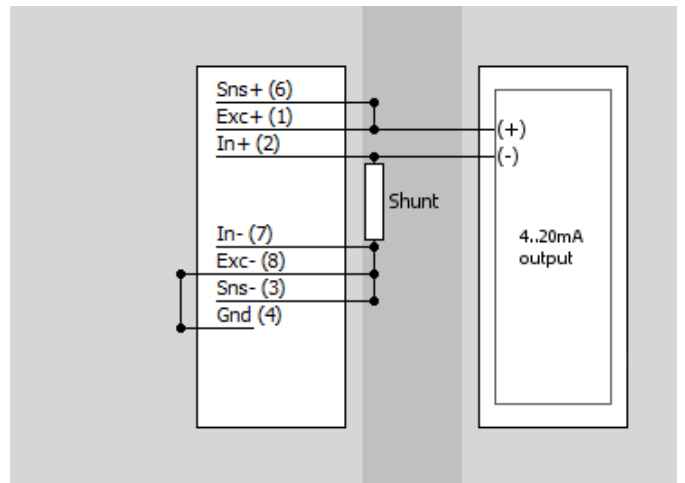 Sns+ (6)
Exc+ (1)
In+ (2)
(+)
(-)
Shunt
In- (7)
Exc- (8)
Sns- (3)
Gnd (4)
4..20mA
output